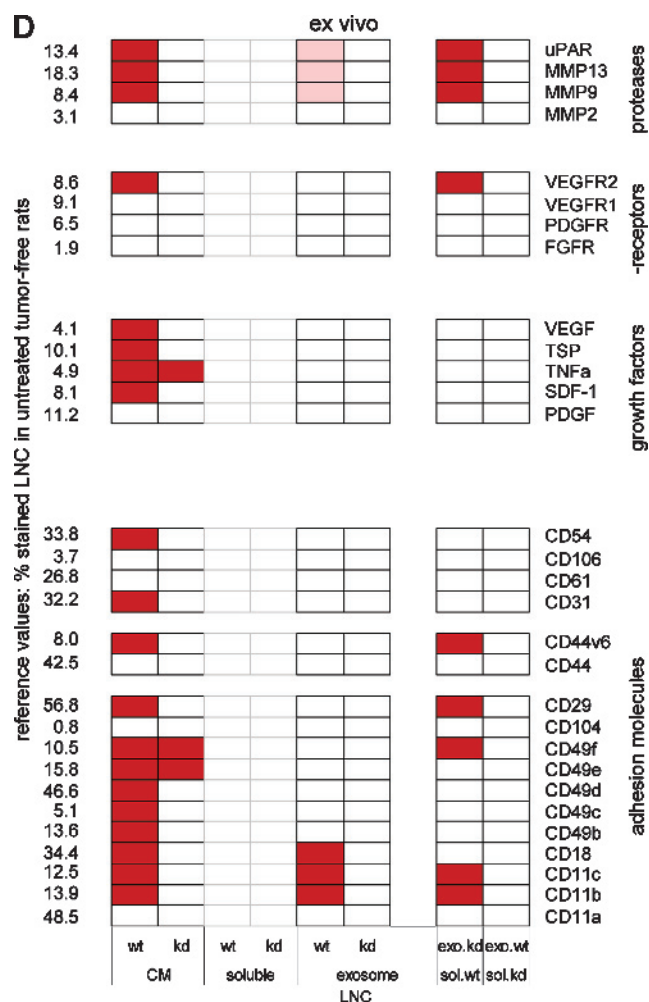 D
ex vivo
reference values: % stained LNC in untreated tumor-free rats
13.4 uPAR
18.3 MMP13
8.4 MMP9
3.1 MMP2
proteases
8.6 VEGFR2
9.1 VEGFR1
6.5 PDGFR
1.9 FGFR
-receptors
4.1 VEGF
10.1 TSP
4.9 TNFa
8.1 SDF-1
11.2 PDGF
growth factors
33.8 CD54
3.7 CD106
26.8 CD61
32.2 CD31
8.0 CD44v6
42.5 CD44
56.8 CD29
0.8 CD104
10.5 CD49f
15.8 CD49e
46.6 CD49d
5.1 CD49c
13.6 CD49b
34.4 CD18
12.5 CD11c
13.9 CD11b
48.5 CD11a
adhesion molecules
wt kd wt kd wt kd exo.kd exo.wt
CM soluble exosome sol.wt sol.kd
LNC